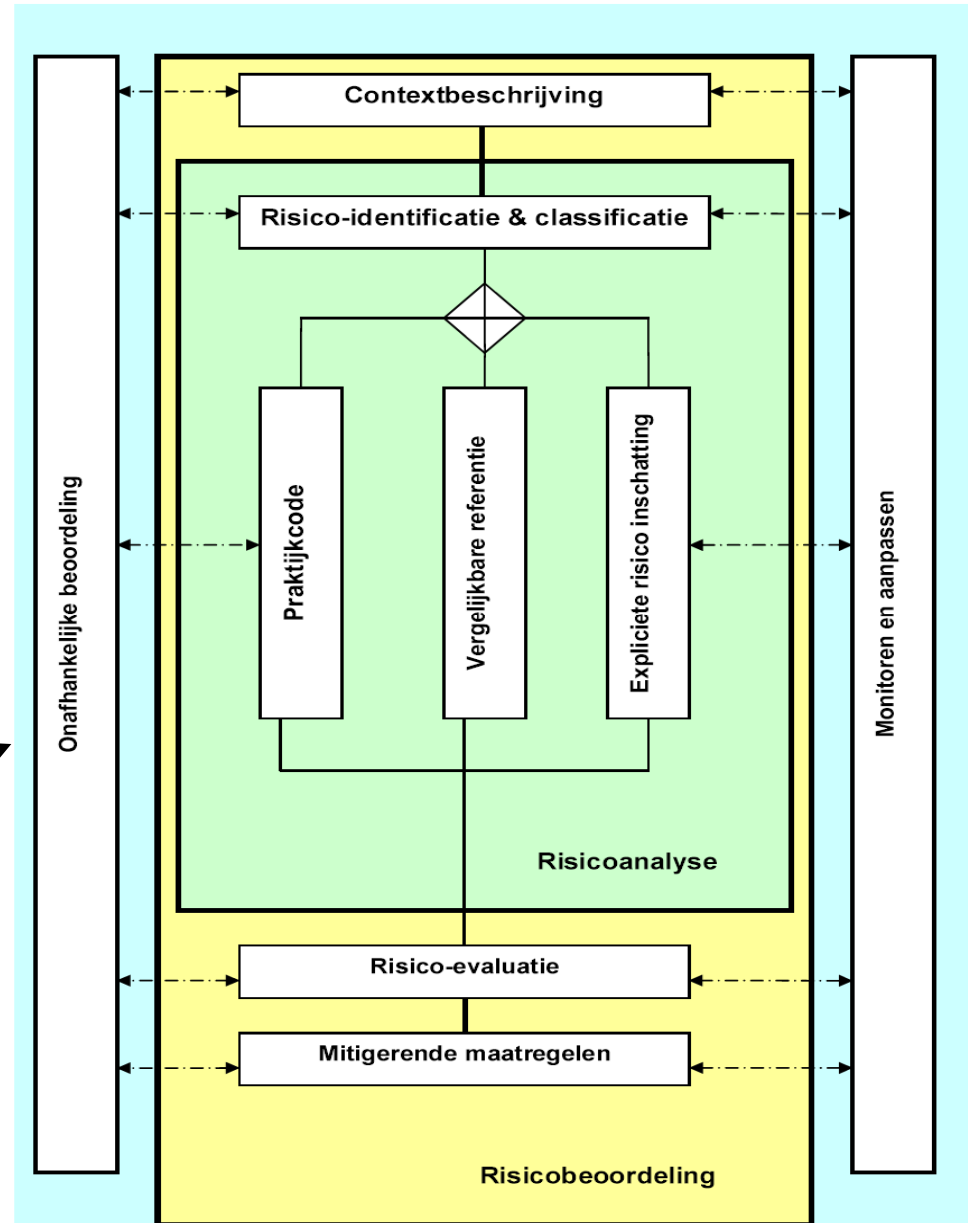 Contextbeschrijving
Risico-identificatie & classificatie
Onafhankelijke beoordeling
Praktijkcode
Vergelijkbare referentie
Expliciete risico inschatting
Monitoren en aanpassen
Risicoanalyse
Risico-evaluatie
Mitigerende maatregelen
Risicobeoordeling